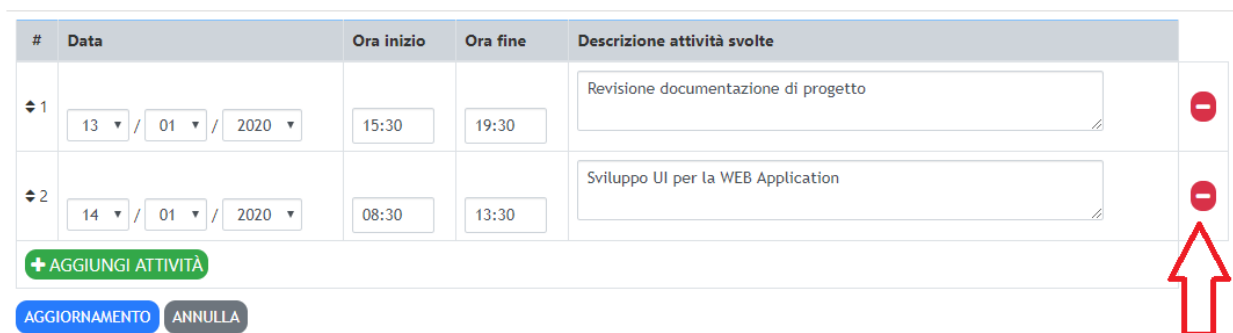 # Data Ora inizio Ora fine Descrizione attività svolte
1 13 / 01 / 2020 15:30 19:30 Revisione documentazione di progetto
2 14 / 01 / 2020 08:30 13:30 Sviluppo UI per la WEB Application
AGGIUNGI ATTIVITÀ
AGGIORNAMENTO ANNULLA